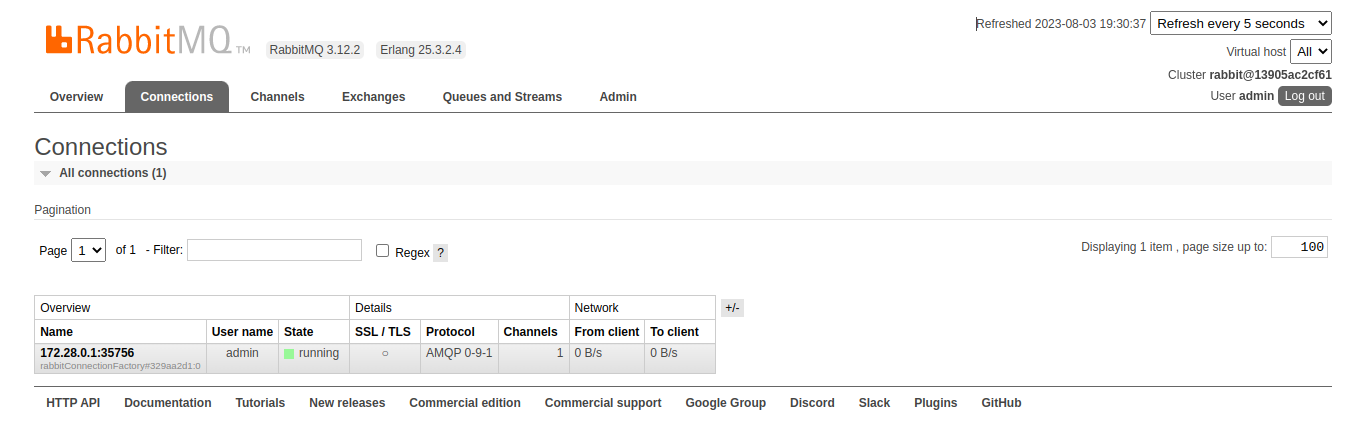 Refreshed 2023-08-03 19:30:37 Refresh every 5 seconds
RabbitMQ TM RabbitMQ 3.12.2 Erlang 25.3.2.4
Virtual host All
Cluster rabbit@13905ac2cf61
User admin Log out
Overview Connections Channels Exchanges Queues and Streams Admin
Connections
All connections (1)
Pagination
Page 1 of 1 - Filter: Regex ? Displaying 1 item , page size up to: 100
Overview Details Network +/-
Name User name State SSL / TLS Protocol Channels From client To client
172.28.0.1:35756 admin running ○ AMQP 0-9-1 1 0 B/s 0 B/s
rabbitConnectionFactory#329aa2d1:0
HTTP API Documentation Tutorials New releases Commercial edition Commercial support Google Group Discord Slack Plugins GitHub